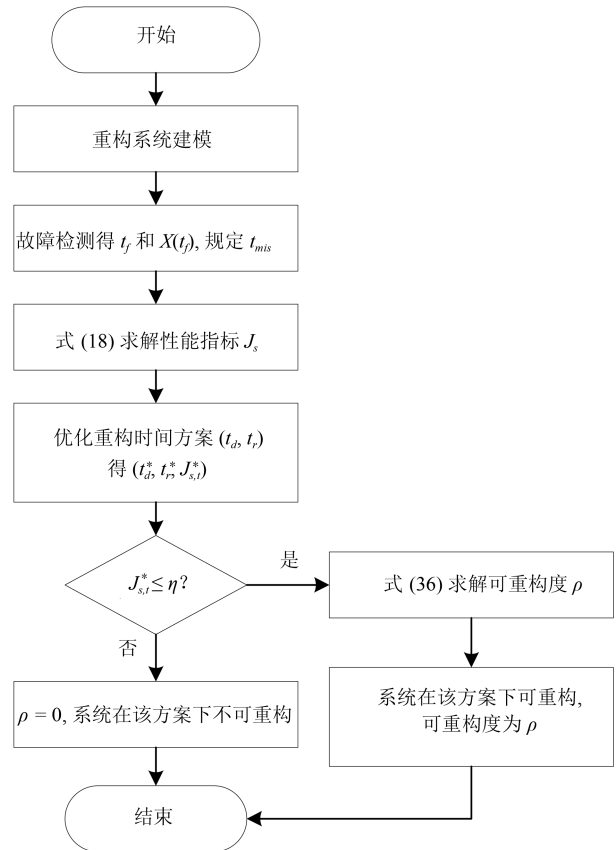 开始
重构系统建模
故障检测得 t_f 和 X(t_f), 规定 t_mis
式 (18) 求解性能指标 J_s
优化重构时间方案 (t_d, t_r)
得 (t_d^*, t_r^*, J_{s,t}^*)
J_{s,t}^* ≤ η?
是
否
式 (36) 求解可重构度 ρ
ρ = 0, 系统在该方案下不可重构
系统在该方案下可重构,
可重构度为 ρ
结束